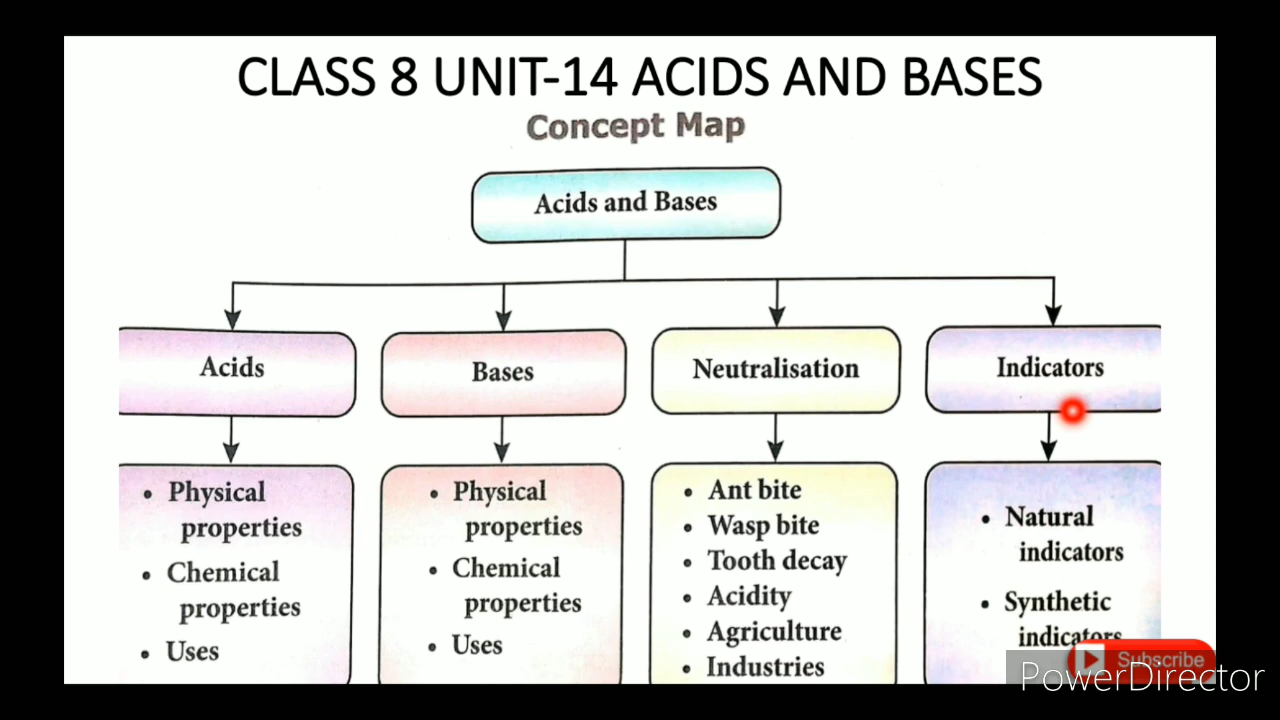 CLASS 8 UNIT-14 ACIDS AND BASES
Concept Map
Acids and Bases
Acids
Bases
Neutralisation
Indicators
• Physical
properties
• Chemical
properties
• Uses
• Physical
properties
• Chemical
properties
• Uses
• Ant bite
• Wasp bite
• Tooth decay
• Acidity
• Agriculture
• Industries
• Natural
indicators
• Synthetic
indicators
Subscribe
PowerDirector